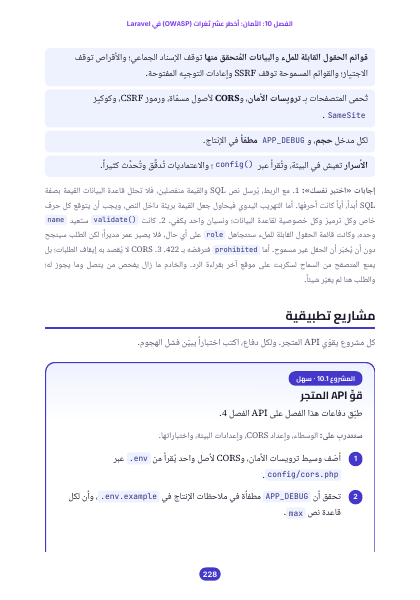 الفصل 10: الأمان: أخطر عشر ثغرات (OWASP) في Laravel
قوائم الحقول القابلة للملء والبيانات المُتحقق منها توقف الإسناد الجماعي؛ والأقراص توقف
الاجتياز؛ والقوائم المسموحة توقف SSRF وإعادات التوجيه المفتوحة.
تُحمى المتصفحات بـ ترويسات الأمان، وCORS لأصول مسمّاة، ورموز CSRF، وكوكيز
SameSite .
لكل مدخل حجم، و APP_DEBUG مطفأ في الإنتاج.
الأسرار تعيش في البيئة، وتُقرأ عبر config() ؛ والاعتماديات تُدقَّق وتُحدَّث كثيراً.
إجابات «اختبر نفسك»: 1. مع الربط، يُرسل نص SQL والقيمة منفصلين، فلا تحلل قاعدة البيانات القيمة بصفة
SQL أبداً، أياً كانت أحرفها. أما التهريب اليدوي فيحاول جعل القيمة بريئة داخل النص، ويجب أن يتوقع كل حرف
خاص وكل ترميز وكل خصوصية لقاعدة البيانات؛ ونسيان واحد يكفي. 2. كانت validate() ستعيد name
وحده، وكانت قائمة الحقول القابلة للملء ستتجاهل role على أي حال، فلا يصير عمر مديراً؛ لكن الطلب سينجح
دون أن يُخبَر أن الحقل غير مسموح. أما prohibited فترفضه بـ 422. 3. CORS لا يُقصد به إيقاف الطلبات؛ بل
يمنع المتصفح من السماح لسكربت على موقع آخر بقراءة الرد. والخادم ما زال يفحص من يتصل وما يجوز له؛
والطلب هنا لم يغيّر شيئاً.
مشاريع تطبيقية
كل مشروع يقوّي API المتجر. ولكل دفاع، اكتب اختباراً يبيّن فشل الهجوم.
المشروع 10.1 · سهل
قوِّ API المتجر
طبّق دفاعات هذا الفصل على API الفصل 4.
ستتدرب على: الوسطاء، وإعداد CORS، وإعدادات البيئة، واختباراتها.
1 أضف وسيط ترويسات الأمان، وCORS لأصل واحد يُقرأ من .env عبر
config/cors.php .
2 تحقق أن APP_DEBUG مطفأة في ملاحظات الإنتاج في .env.example ، وأن لكل
قاعدة نص max .
228